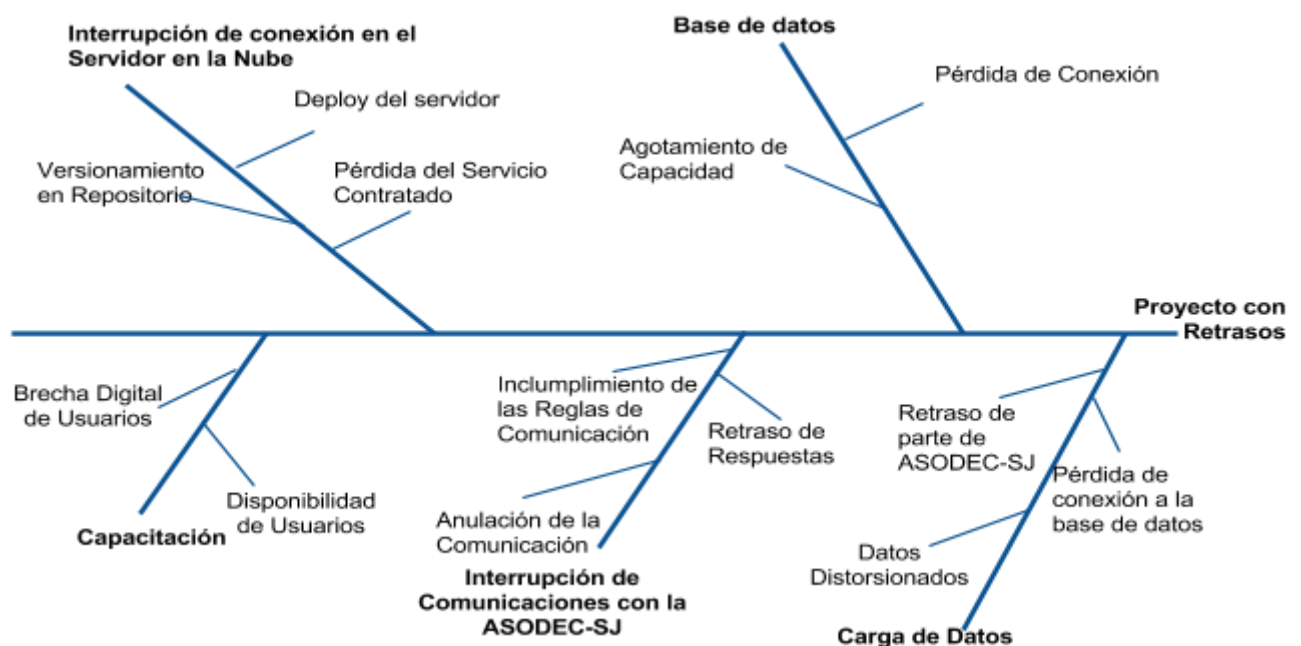 Interrupción de conexión en el
Servidor en la Nube
Deploy del servidor
Versionamiento
en Repositorio
Pérdida del Servicio
Contratado
Base de datos
Pérdida de Conexión
Agotamiento de
Capacidad
Proyecto con
Retrasos
Brecha Digital
de Usuarios
Disponibilidad
de Usuarios
Capacitación
Inclumplimiento de
las Reglas de
Comunicación
Retraso de
Respuestas
Anulación de la
Comunicación
Interrupción de
Comunicaciones con la
ASODEC-SJ
Retraso de
parte de
ASODEC-SJ
Pérdida de
conexión a la
base de datos
Datos
Distorsionados
Carga de Datos